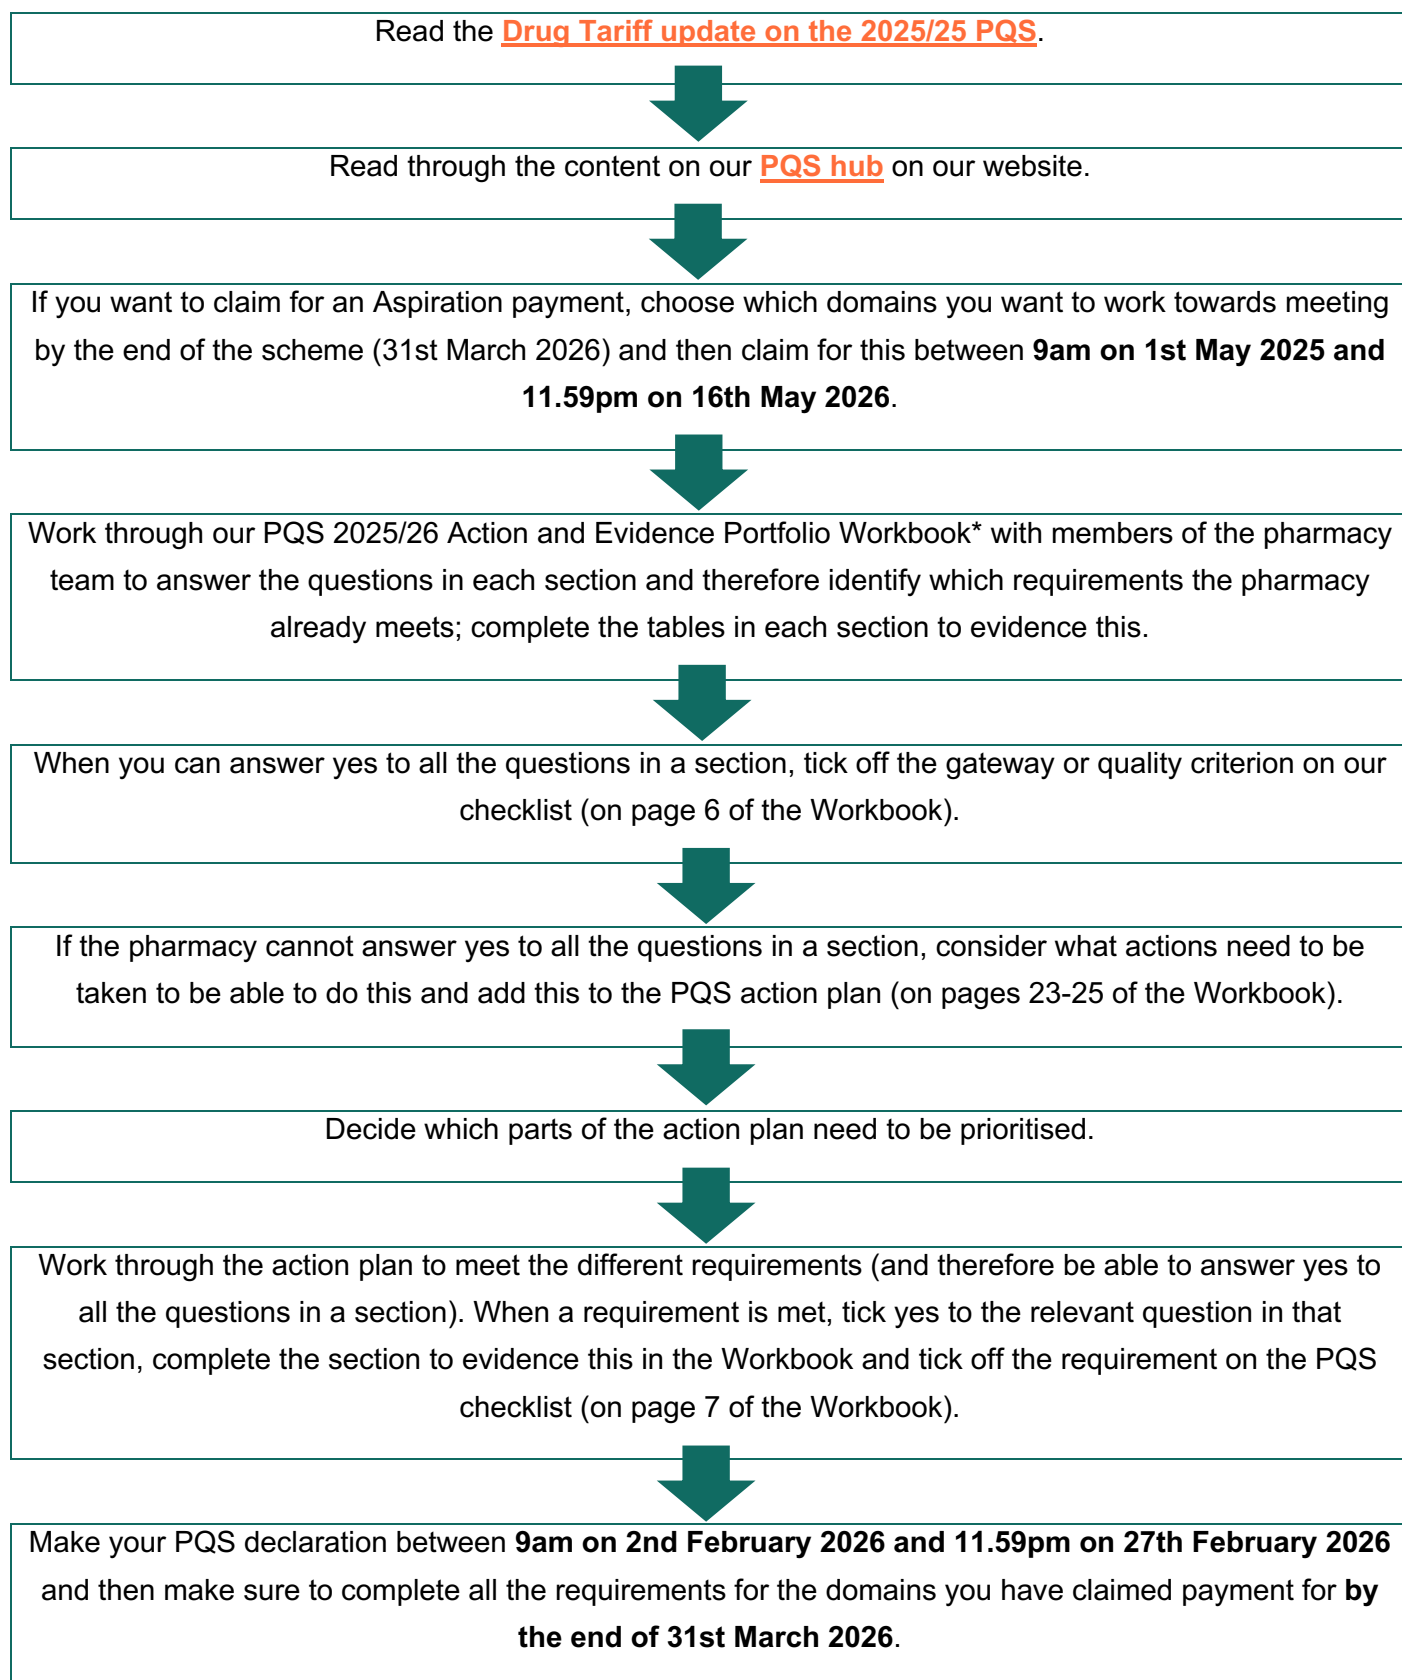 Read the Drug Tariff update on the 2025/25 PQS.
Read through the content on our PQS hub on our website.
If you want to claim for an Aspiration payment, choose which domains you want to work towards meeting
by the end of the scheme (31st March 2026) and then claim for this between 9am on 1st May 2025 and
11.59pm on 16th May 2026.
Work through our PQS 2025/26 Action and Evidence Portfolio Workbook* with members of the pharmacy
team to answer the questions in each section and therefore identify which requirements the pharmacy
already meets; complete the tables in each section to evidence this.
When you can answer yes to all the questions in a section, tick off the gateway or quality criterion on our
checklist (on page 6 of the Workbook).
If the pharmacy cannot answer yes to all the questions in a section, consider what actions need to be
taken to be able to do this and add this to the PQS action plan (on pages 23-25 of the Workbook).
Decide which parts of the action plan need to be prioritised.
Work through the action plan to meet the different requirements (and therefore be able to answer yes to
all the questions in a section). When a requirement is met, tick yes to the relevant question in that
section, complete the section to evidence this in the Workbook and tick off the requirement on the PQS
checklist (on page 7 of the Workbook).
Make your PQS declaration between 9am on 2nd February 2026 and 11.59pm on 27th February 2026
and then make sure to complete all the requirements for the domains you have claimed payment for by
the end of 31st March 2026.